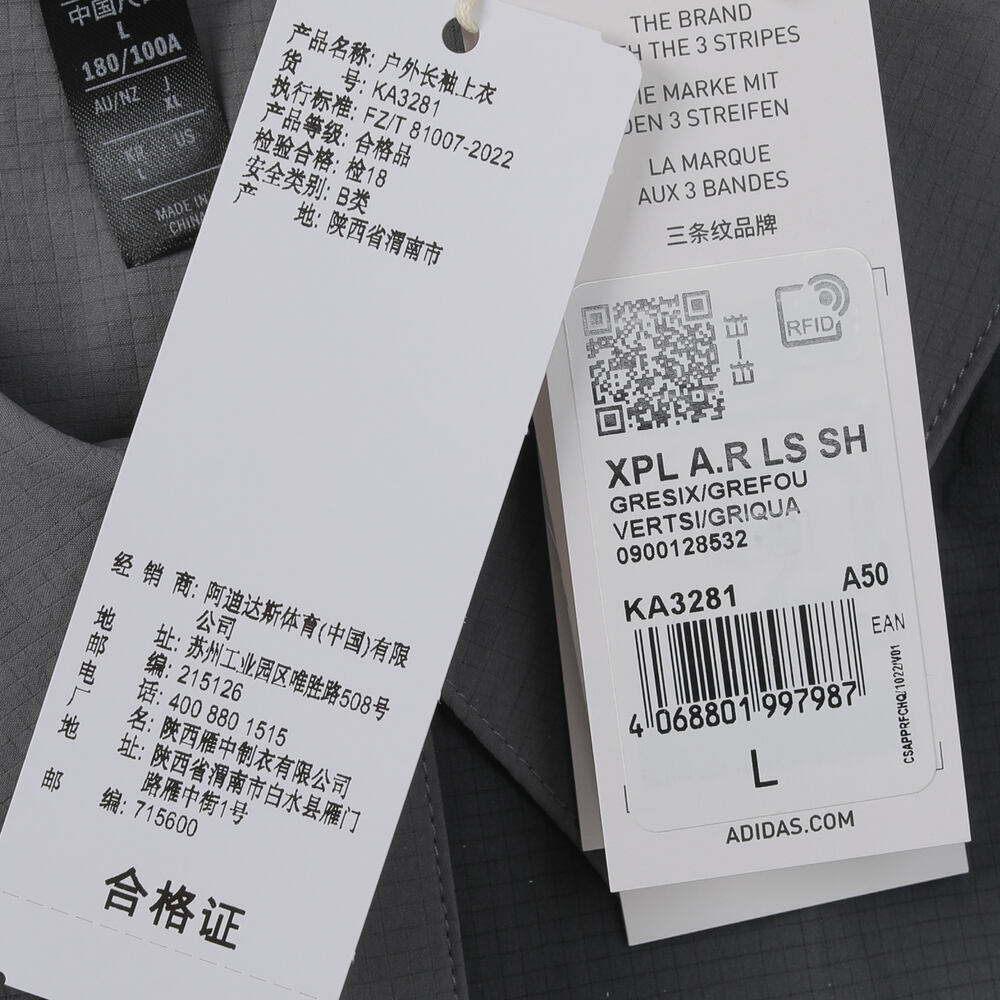 中国尺码
L
180/100A
AU/NZ
J
XL
KR
US
L
MADE IN
CHINA
产品名称: 户外长袖上衣
货 号: KA3281
执行标准: FZ/T 81007-2022
产品等级: 合格品
检验合格: 检18
安全类别: B类
产 地: 陕西省渭南市
经 销 商: 阿迪达斯体育(中国)有限
公司
地 址: 苏州工业园区唯胜路508号
邮 编: 215126
电 话: 400 880 1515
厂 名: 陕西雁中制衣有限公司
地 址: 陕西省渭南市白水县雁门
路雁中街1号
邮 编: 715600
合格证
THE BRAND
H THE 3 STRIPES
IE MARKE MIT
DEN 3 STREIFEN
LA MARQUE
AUX 3 BANDES
三条纹品牌
RFID
XPL A.R LS SH
GRESIX/GREFOU
VERTSI/GRIQUA
0900128532
KA3281
A50
EAN
4 068801 997987
CSAPPRFCHQ1022/V01
L
ADIDAS.COM